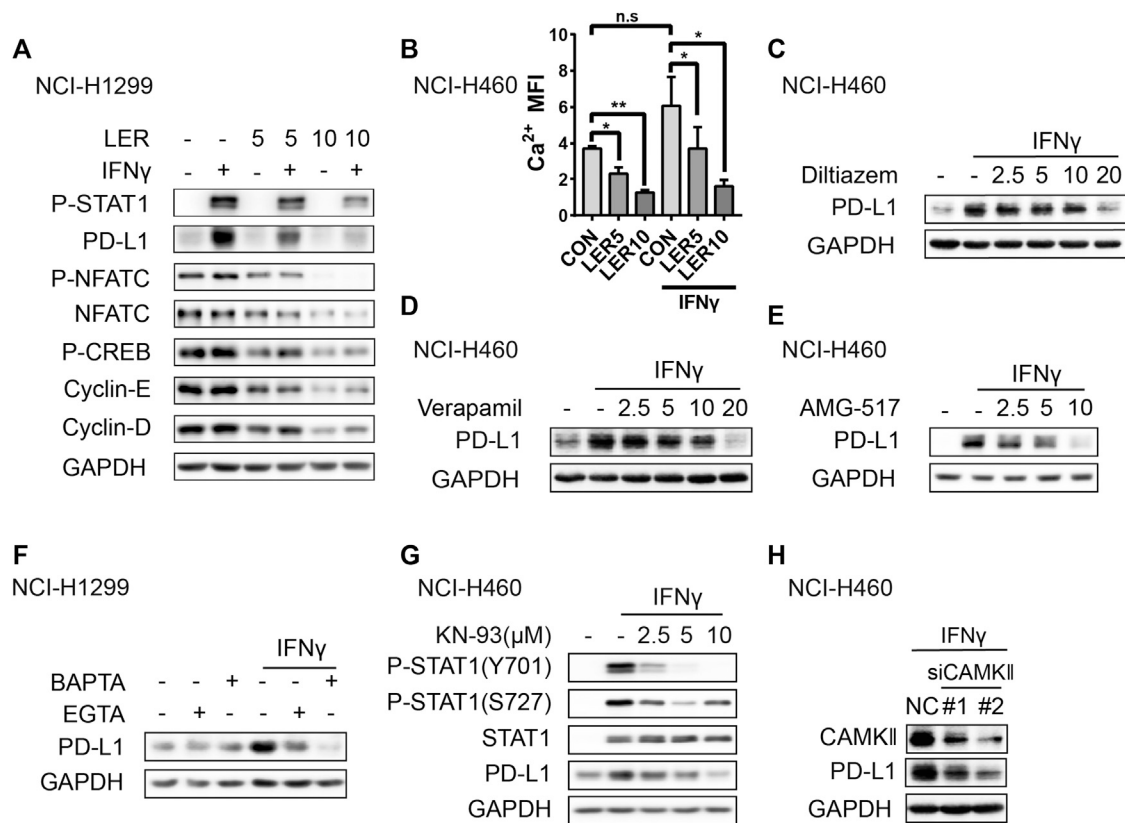 A
NCI-H1299
LER - - 5 5 10 10
IFNγ - + - + - +
P-STAT1
PD-L1
P-NFATC
NFATC
P-CREB
Cyclin-E
Cyclin-D
GAPDH
B
NCI-H460
n.s
*
*
**
*
Ca2+ MFI
10
8
6
4
2
0
CON LER5 LER10 CON LER5 LER10
IFNγ
C
NCI-H460
IFNγ
Diltiazem - - 2.5 5 10 20
PD-L1
GAPDH
D
NCI-H460
IFNγ
Verapamil - - 2.5 5 10 20
PD-L1
GAPDH
E
NCI-H460
IFNγ
AMG-517 - - 2.5 5 10
PD-L1
GAPDH
F
NCI-H1299
IFNγ
BAPTA - - + - - +
EGTA - + - - + -
PD-L1
GAPDH
G
NCI-H460
IFNγ
KN-93(μM) - - 2.5 5 10
P-STAT1(Y701)
P-STAT1(S727)
STAT1
PD-L1
GAPDH
H
NCI-H460
IFNγ
siCAMKⅡ
NC #1 #2
CAMKⅡ
PD-L1
GAPDH